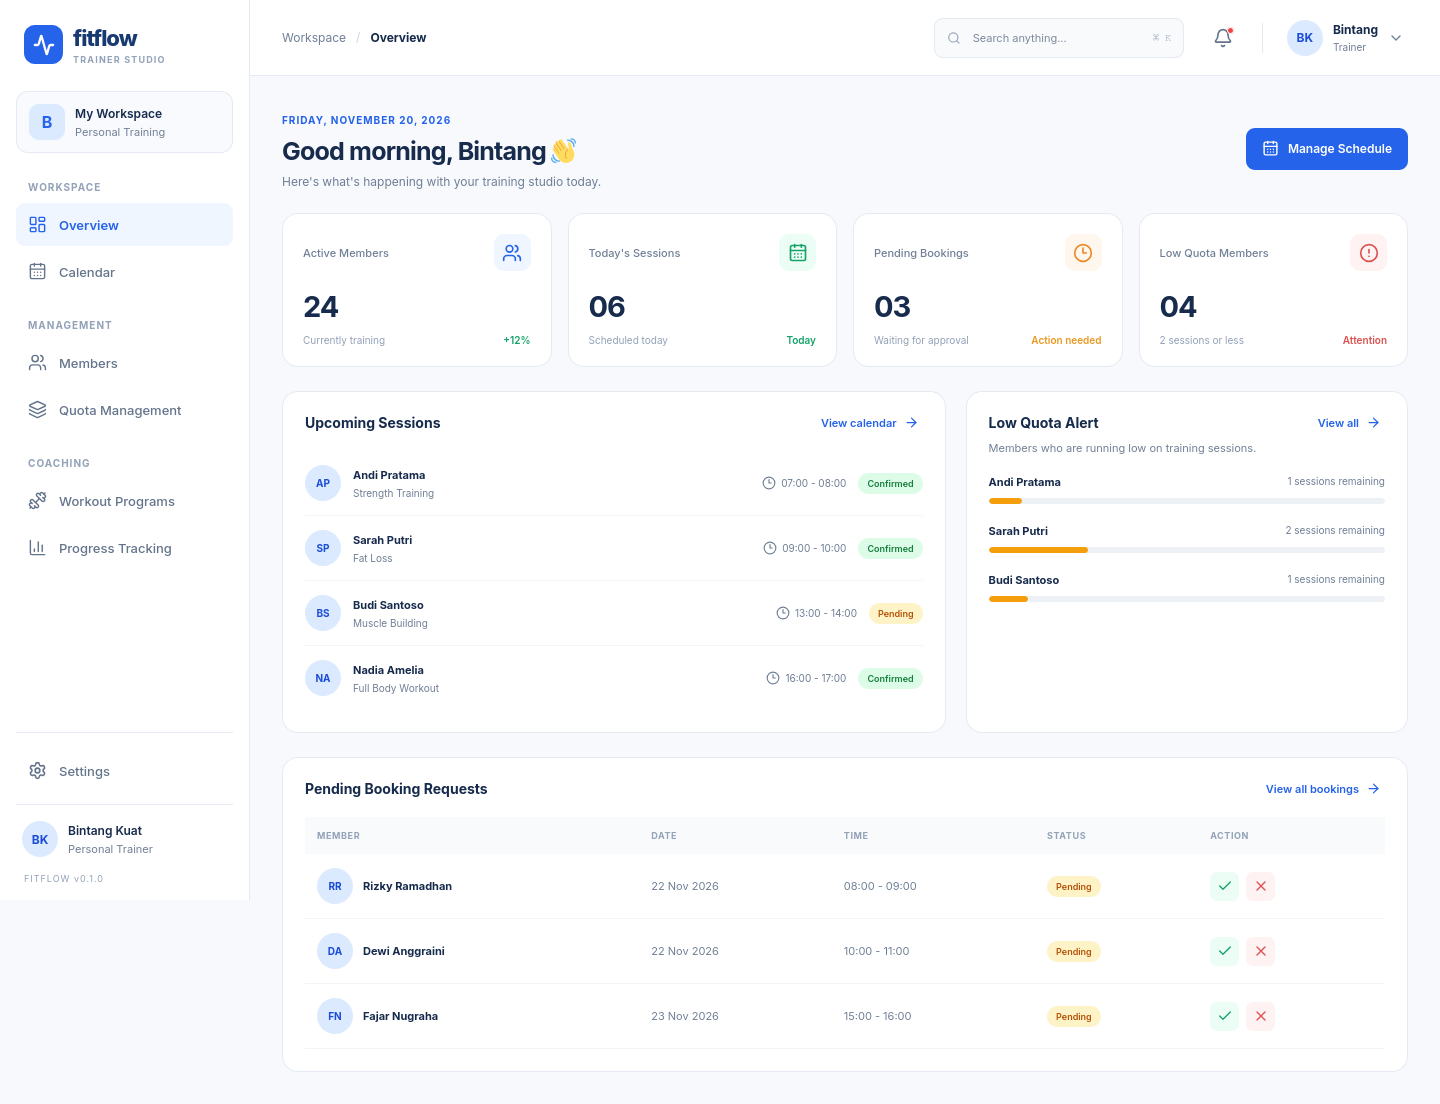 fitflow
TRAINER STUDIO
B
My Workspace
Personal Training
WORKSPACE
Overview
Calendar
MANAGEMENT
Members
Quota Management
COACHING
Workout Programs
Progress Tracking
Settings
BK
Bintang Kuat
Personal Trainer
FITFLOW v0.1.0
Workspace / Overview
Search anything... ⌘ K
BK
Bintang
Trainer
FRIDAY, NOVEMBER 20, 2026
Good morning, Bintang 👋
Here's what's happening with your training studio today.
Manage Schedule
Active Members
24
Currently training +12%
Today's Sessions
06
Scheduled today Today
Pending Bookings
03
Waiting for approval Action needed
Low Quota Members
04
2 sessions or less Attention
Upcoming Sessions View calendar
AP
Andi Pratama
Strength Training
07:00 - 08:00 Confirmed
SP
Sarah Putri
Fat Loss
09:00 - 10:00 Confirmed
BS
Budi Santoso
Muscle Building
13:00 - 14:00 Pending
NA
Nadia Amelia
Full Body Workout
16:00 - 17:00 Confirmed
Low Quota Alert View all
Members who are running low on training sessions.
Andi Pratama 1 sessions remaining
Sarah Putri 2 sessions remaining
Budi Santoso 1 sessions remaining
Pending Booking Requests View all bookings
MEMBER DATE TIME STATUS ACTION
RR Rizky Ramadhan 22 Nov 2026 08:00 - 09:00 Pending
DA Dewi Anggraini 22 Nov 2026 10:00 - 11:00 Pending
FN Fajar Nugraha 23 Nov 2026 15:00 - 16:00 Pending